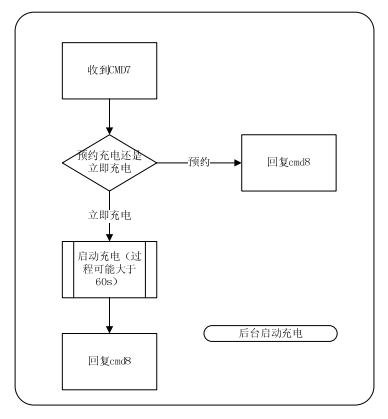 收到CMD7
预约充电还是
立即充电
预约
回复cmd8
立即充电
启动充电（过
程可能大于
60s）
后台启动充电
回复cmd8